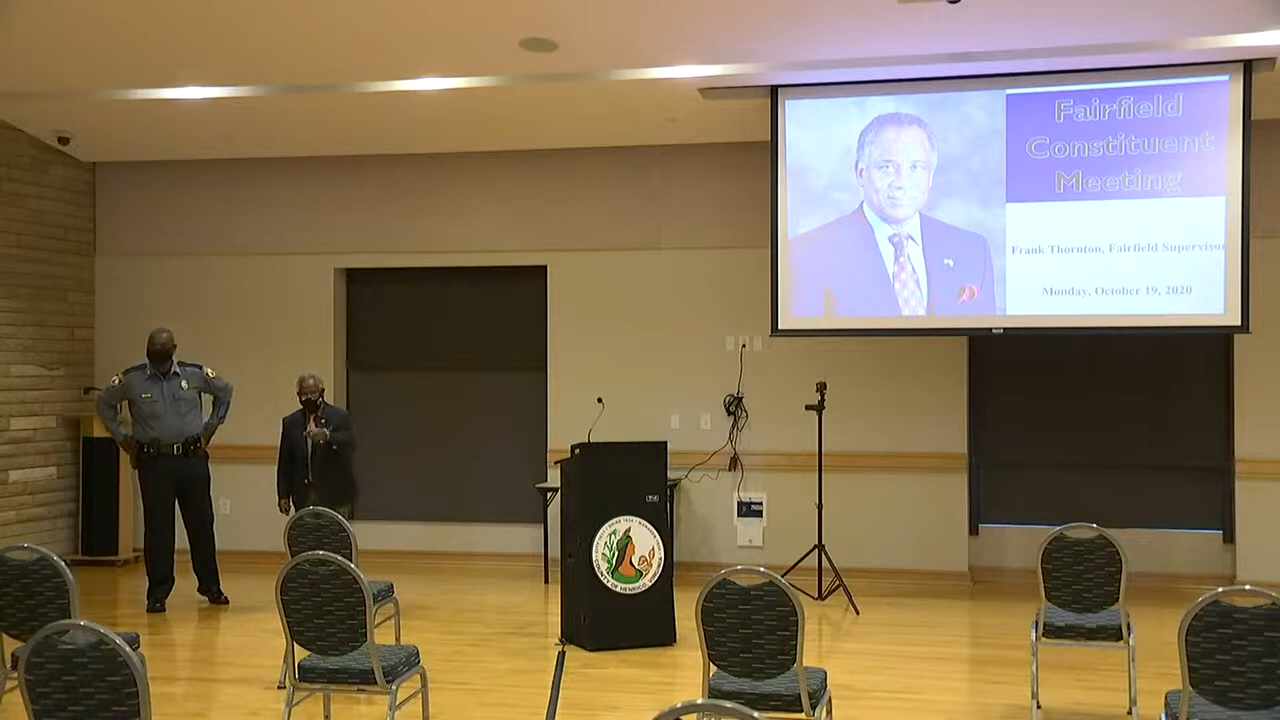 Fairfield
Constituent
Meeting
Frank Thornton, Fairfield Supervisor
Monday, October 19, 2020
COUNTY OF HENRICO, VIRGINIA